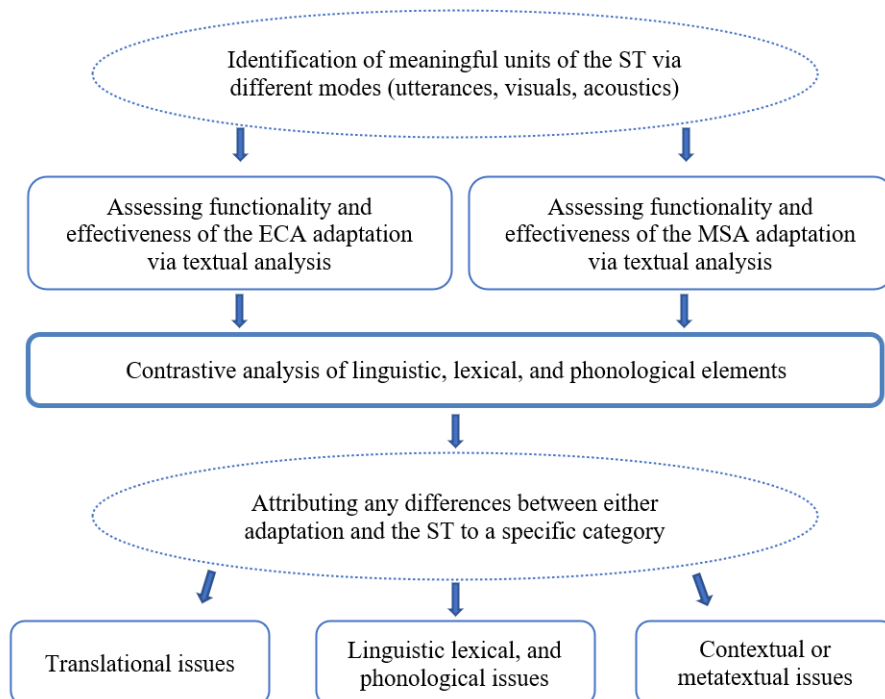 Identification of meaningful units of the ST via
different modes (utterances, visuals, acoustics)
Assessing functionality and
effectiveness of the ECA adaptation
via textual analysis
Assessing functionality and
effectiveness of the MSA adaptation
via textual analysis
Contrastive analysis of linguistic, lexical, and phonological elements
Attributing any differences between either
adaptation and the ST to a specific category
Translational issues
Linguistic lexical, and
phonological issues
Contextual or
metatextual issues